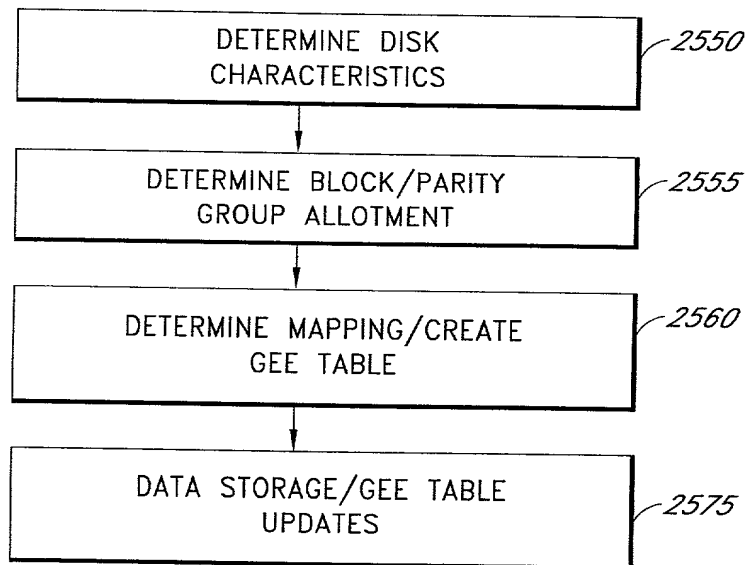 DETERMINE DISK
CHARACTERISTICS
2550
DETERMINE BLOCK/PARITY
GROUP ALLOTMENT
2555
DETERMINE MAPPING/CREATE
GEE TABLE
2560
DATA STORAGE/GEE TABLE
UPDATES
2575